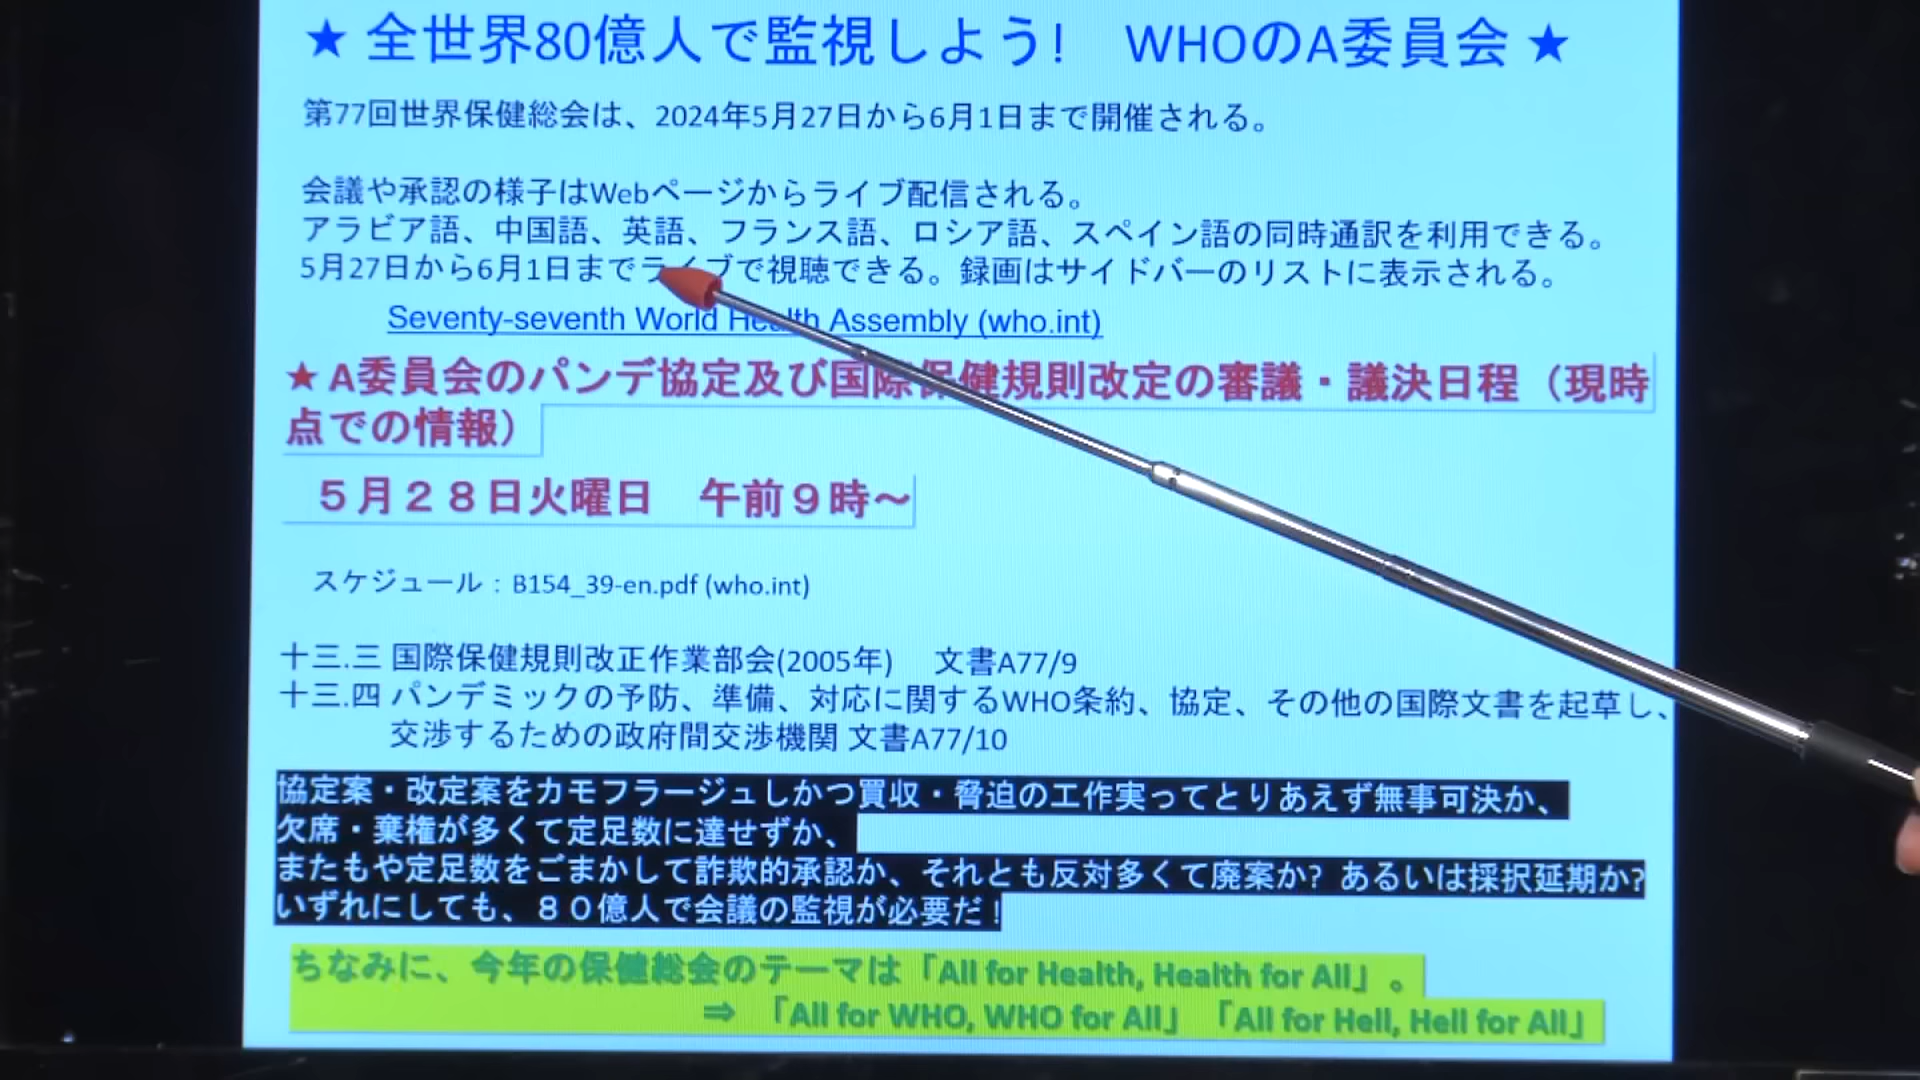 ★ 全世界80億人で監視しよう!　WHOのA委員会 ★
第77回世界保健総会は、2024年5月27日から6月1日まで開催される。
会議や承認の様子はWebページからライブ配信される。
アラビア語、中国語、英語、フランス語、ロシア語、スペイン語の同時通訳を利用できる。
5月27日から6月1日までライブで視聴できる。録画はサイドバーのリストに表示される。
Seventy-seventh World Health Assembly (who.int)
★ A委員会のパンデ協定及び国際保健規則改定の審議・議決日程（現時
点での情報）
５月２８日火曜日　午前９時～
スケジュール：B154_39-en.pdf (who.int)
十三.三 国際保健規則改正作業部会(2005年)　文書A77/9
十三.四 パンデミックの予防、準備、対応に関するWHO条約、協定、その他の国際文書を起草し、
交渉するための政府間交渉機関 文書A77/10
協定案・改定案をカモフラージュしかつ買収・脅迫の工作実ってとりあえず無事可決か、
欠席・棄権が多くて定足数に達せずか、
またもや定足数をごまかして詐欺的承認か、それとも反対多くて廃案か? あるいは採択延期か?
いずれにしても、８０億人で会議の監視が必要だ！
ちなみに、今年の保健総会のテーマは「All for Health, Health for All」。
⇒ 「All for WHO, WHO for All」 「All for Hell, Hell for All」